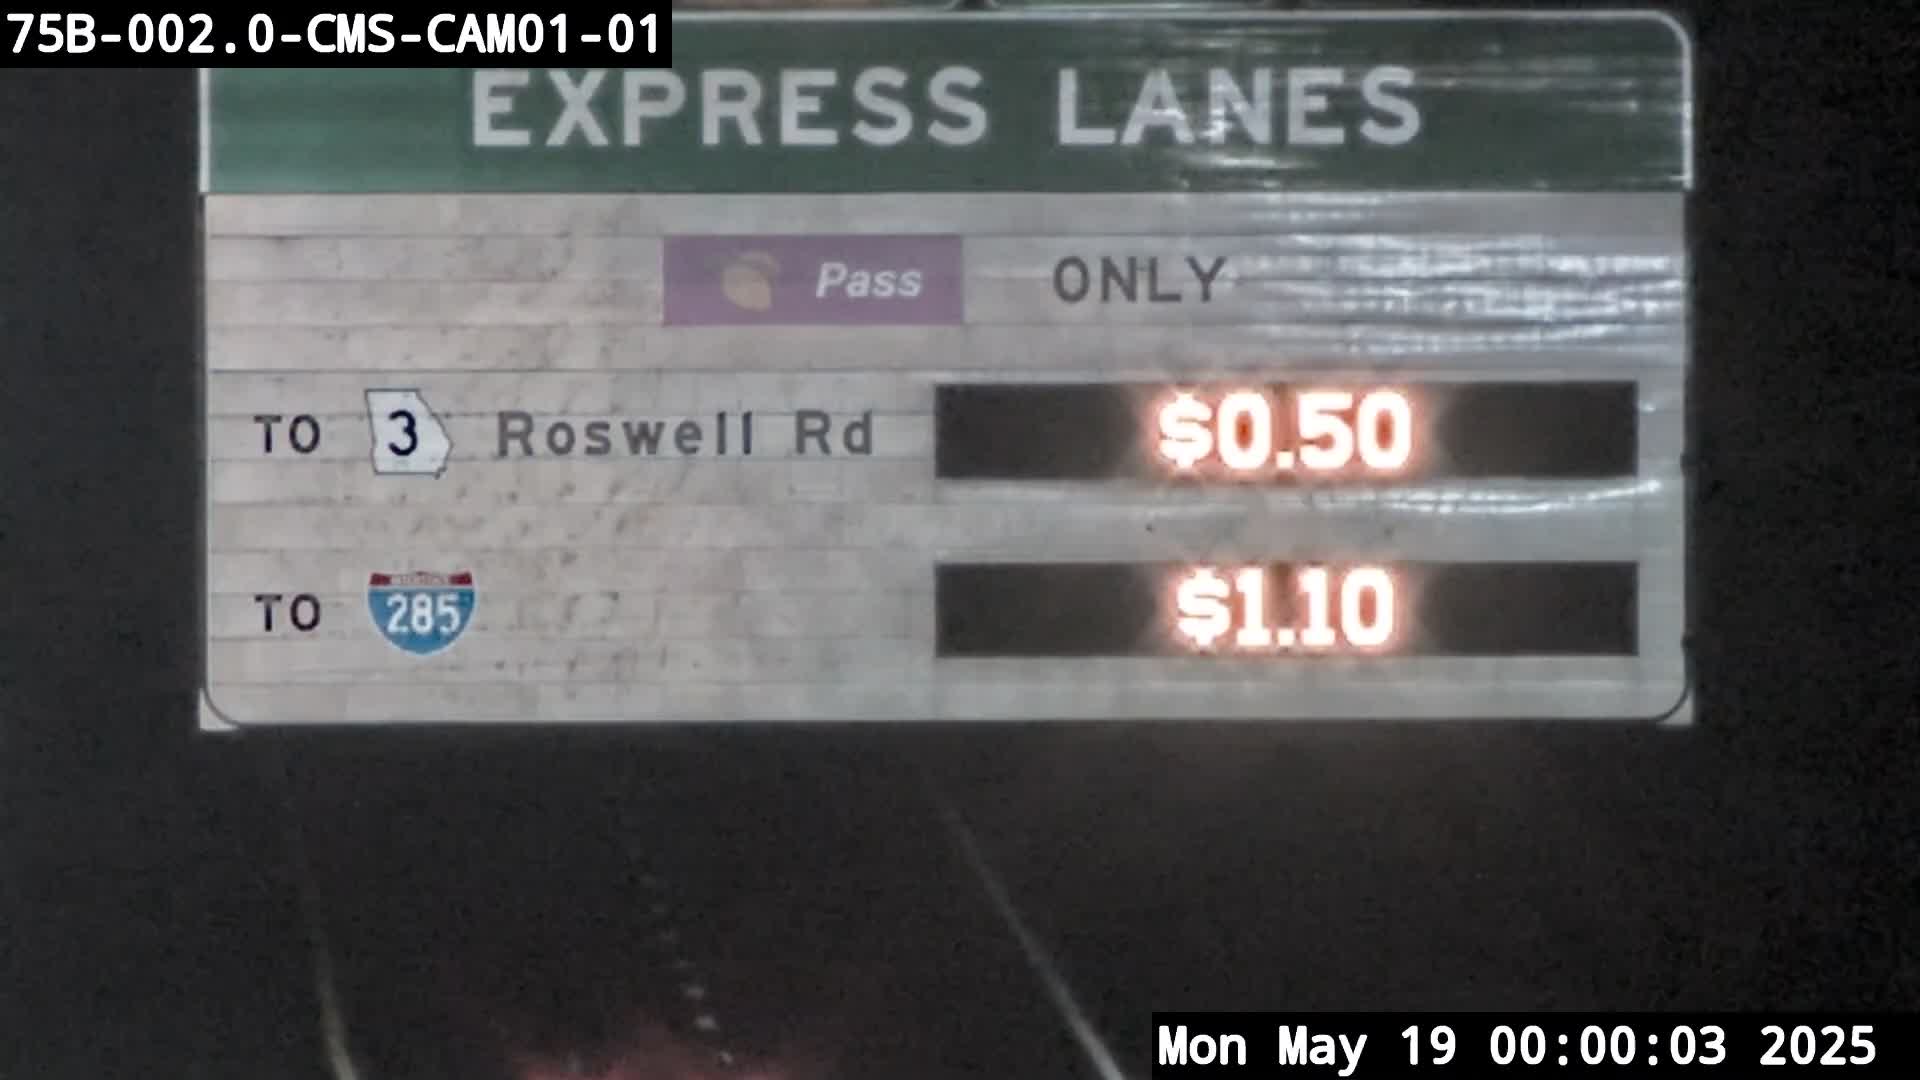 75B-002.0-CMS-CAM01-01
EXPRESS LANES
Pass ONLY
TO 3 Roswell Rd $0.50
TO 285 $1.10
Mon May 19 00:00:03 2025